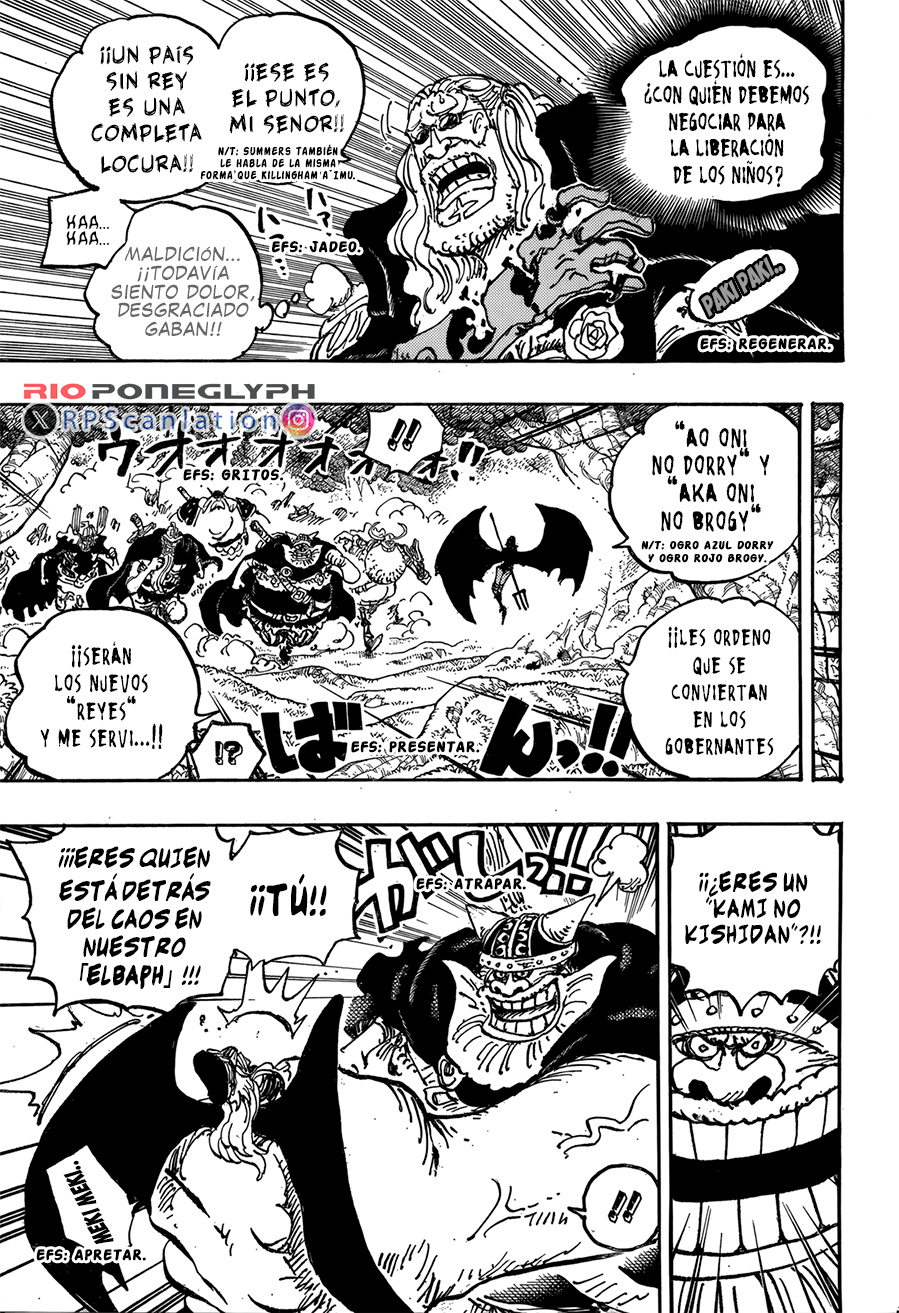 LA CUESTIÓN ES...
¿CON QUIÉN DEBEMOS
NEGOCIAR PARA
LA LIBERACIÓN
DE LOS NIÑOS?
¡¡ESE ES
EL PUNTO,
MI SENOR!!
N/T: SUMMERS TAMBIÉN
LE HABLA DE LA MISMA
FORMA QUE KILLINGHAM A IMU.
¡¡UN PAÍS
SIN REY
ES UNA
COMPLETA
LOCURA!!
HAA...
HAA...
EFS: JADEO.
MALDICIÓN...
¡¡TODAVÍA
SIENTO DOLOR,
DESGRACIADO
GABAN!!
PAKI PAKI..
EFS: REGENERAR.
RIO PONEGLYPH
RPScanlation
!!
ウオオオオォォォ!!
EFS: GRITOS.
"AO ONI
NO DORRY" Y
"AKA ONI
NO BROGY"
N/T: OGRO AZUL DORRY
Y OGRO ROJO BROGY.
¡¡LES ORDENO
QUE SE
CONVIERTAN
EN LOS
GOBERNANTES
¡¡SERÁN
LOS NUEVOS
"REYES"
Y ME SERVI...!!
!?
ばんっ!!
EFS: PRESENTAR.
¡¡¿ERES UN
"KAMI NO
KISHIDAN"?!!
ガシッ!!
EFS: ATRAPAR.
¡¡TÚ!!
¡¡¡ERES QUIEN
ESTÁ DETRÁS
DEL CAOS EN
NUESTRO
「ELBAPH」!!!
MEKI MEKI..
EFS: APRETAR.
!!